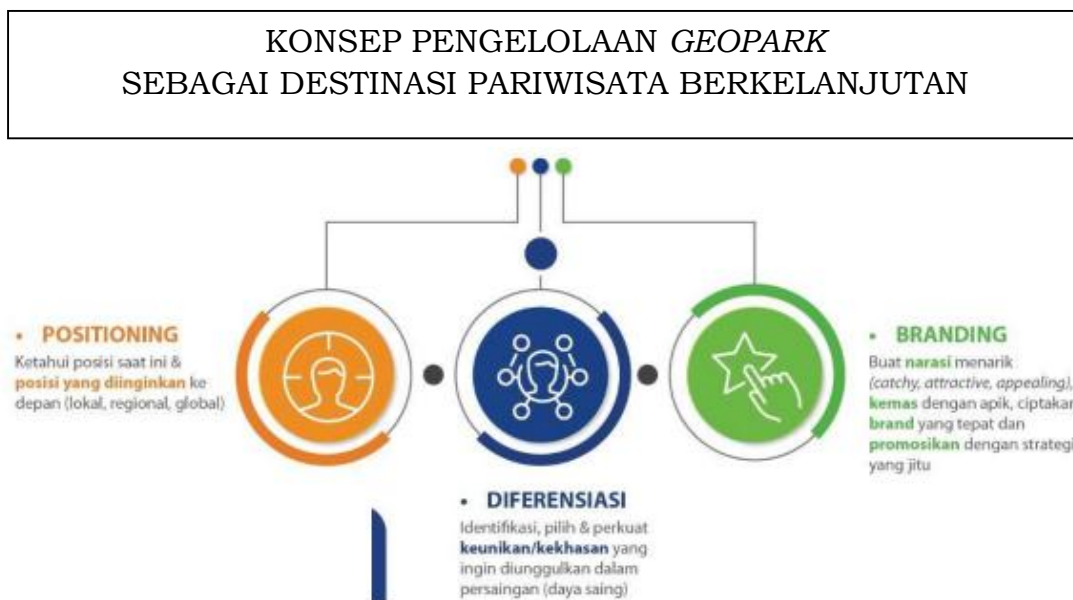 KONSEP PENGELOLAAN GEOPARK
SEBAGAI DESTINASI PARIWISATA BERKELANJUTAN
• POSITIONING
Ketahui posisi saat ini &
posisi yang diinginkan ke
depan (lokal, regional, global)
• DIFERENSIASI
Identifikasi, pilih & perkuat
keunikan/kekhasan yang
ingin diunggulkan dalam
persaingan (daya saing)
• BRANDING
Buat narasi menarik
(catchy, attractive, appealing),
kemas dengan apik, ciptakan
brand yang tepat dan
promosikan dengan strategi
yang jitu